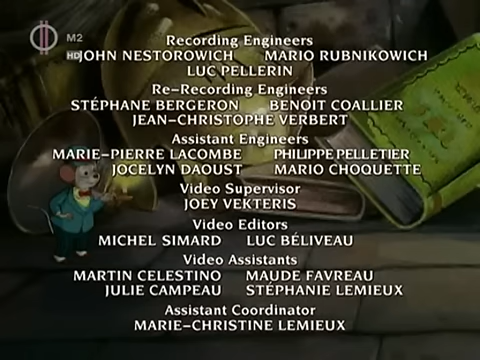 M2
HD
Recording Engineers
JOHN NESTOROWICH MARIO RUBNIKOWICH
LUC PELLERIN
Re-Recording Engineers
STÉPHANE BERGERON BENOIT COALLIER
JEAN-CHRISTOPHE VERBERT
Assistant Engineers
MARIE-PIERRE LACOMBE PHILIPPE PELLETIER
JOCELYN DAOUST MARIO CHOQUETTE
Video Supervisor
JOEY VEKTERIS
Video Editors
MICHEL SIMARD LUC BÉLIVEAU
Video Assistants
MARTIN CELESTINO MAUDE FAVREAU
JULIE CAMPEAU STÉPHANIE LEMIEUX
Assistant Coordinator
MARIE-CHRISTINE LEMIEUX